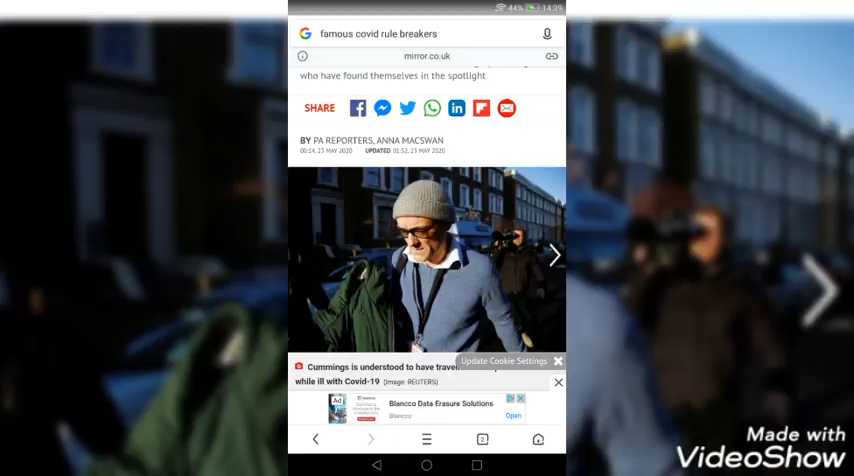 44% 14:39
famous covid rule breakers
mirror.co.uk
who have found themselves in the spotlight
SHARE
BY PA REPORTERS, ANNA MACSWAN
00:14, 23 MAY 2020 UPDATED 01:52, 23 MAY 2020
Update Cookie Settings
Cummings is understood to have
while ill with Covid-19 (Image: REUTERS)
Ad
Blancco Data Erasure Solutions
Blancco
Open
2
Made with
VideoShow